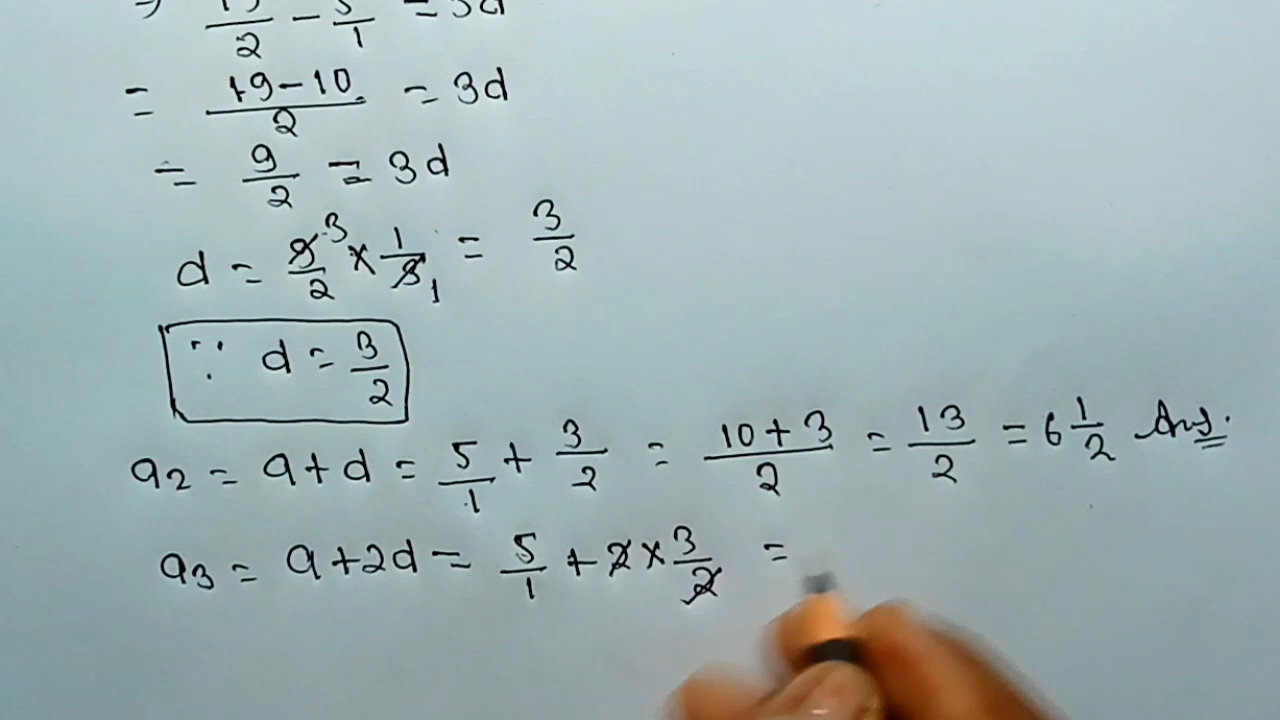 19/2 - 5/1 = 3d
= 19-10/2 = 3d
= 9/2 = 3d
d = 9/2 3 × 1/3 1 = 3/2
∵ d = 3/2
a2 = a+d = 5/1 + 3/2 = 10+3/2 = 13/2 = 6 1/2 Ans.
a3 = a+2d = 5/1 + 2×3/2 =